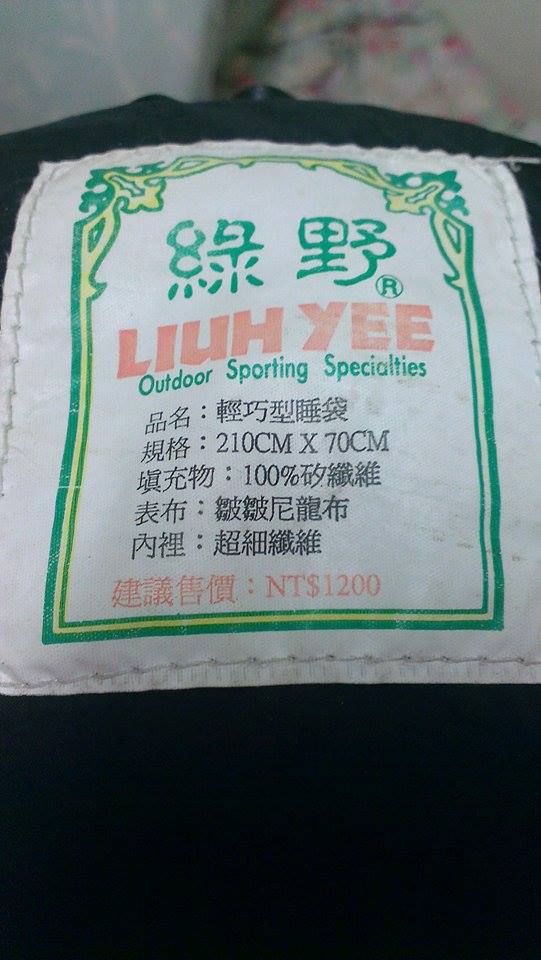 綠野®
LIUH YEE
Outdoor Sporting Specialties
品名：輕巧型睡袋
規格：210CM X 70CM
填充物：100%矽纖維
表布：皺皺尼龍布
內裡：超細纖維
建議售價：NT$1200